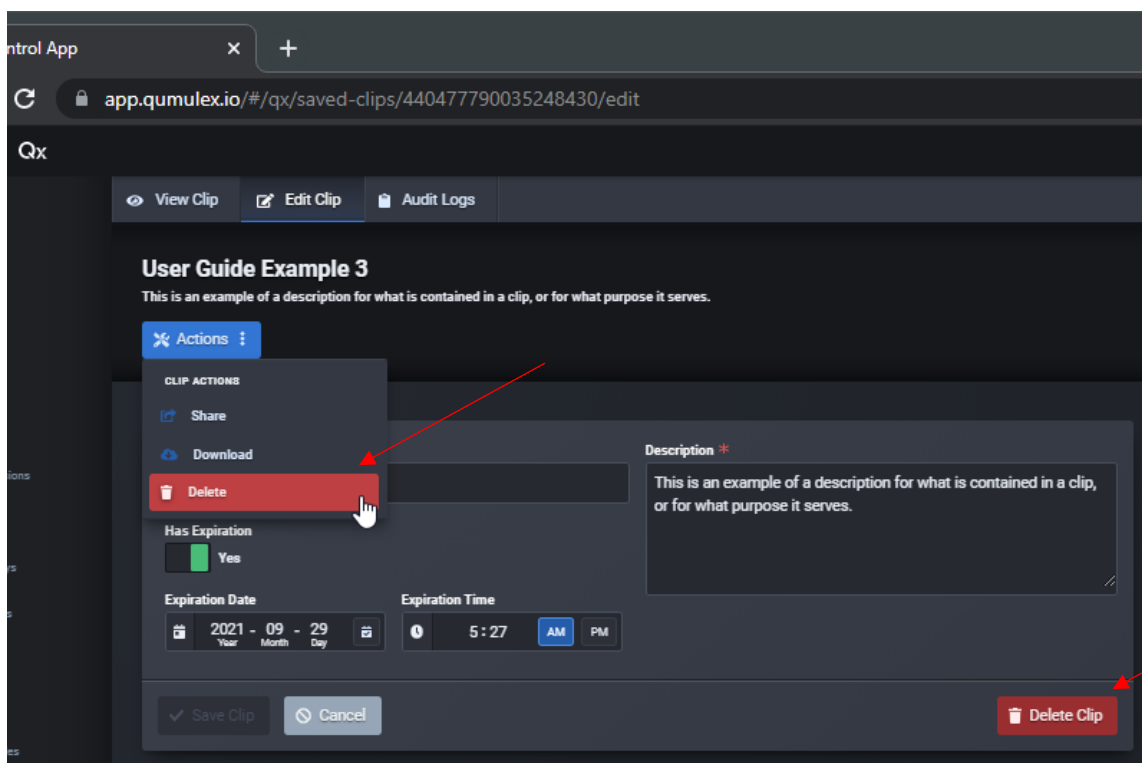 ntrol App
app.qumulex.io/#/qx/saved-clips/440477790035248430/edit
Qx
View Clip Edit Clip Audit Logs
User Guide Example 3
This is an example of a description for what is contained in a clip, or for what purpose it serves.
Actions
CLIP ACTIONS
Share
Download
Delete
Description *
This is an example of a description for what is contained in a clip,
or for what purpose it serves.
ions
Has Expiration
Yes
ys
Expiration Date Expiration Time
s
2021 - 09 - 29 5:27 AM PM
Year Month Day
Save Clip Cancel Delete Clip
es